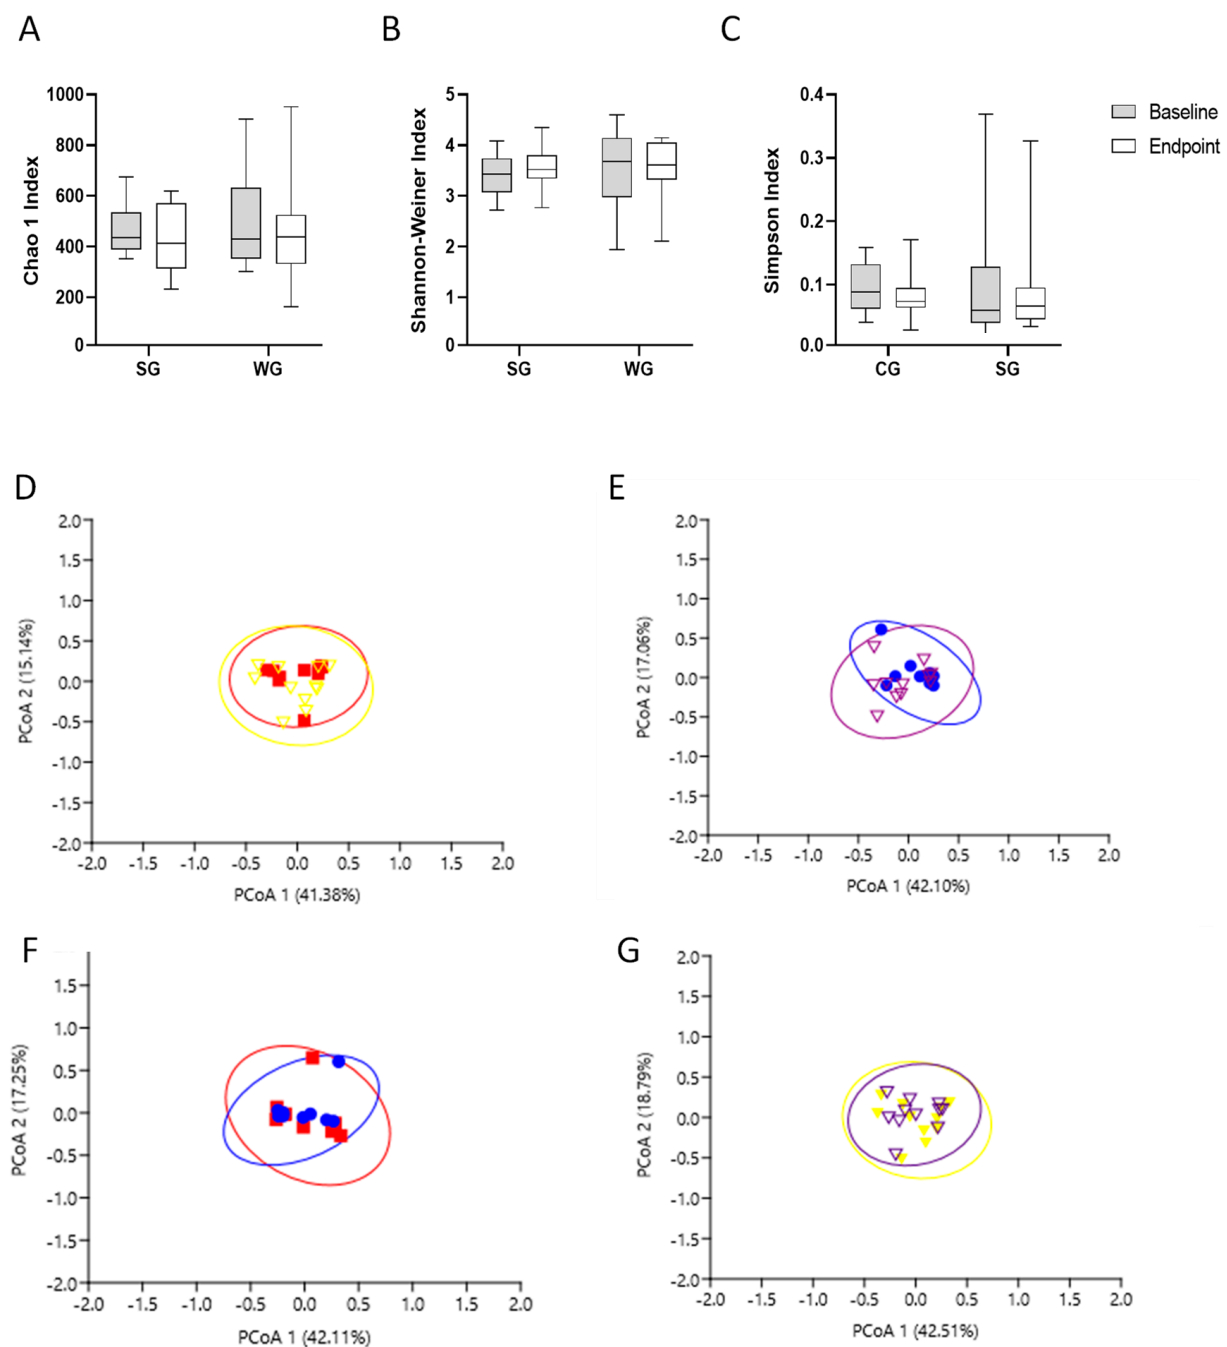 A
B
C
1000
800
600
400
200
0
Chao 1 Index
SG
WG
5
4
3
2
1
0
Shannon-Weiner Index
SG
WG
0.4
0.3
0.2
0.1
0.0
Simpson Index
CG
SG
Baseline
Endpoint
D
2.0
1.5
1.0
0.5
0.0
-0.5
-1.0
-1.5
-2.0
PCoA 2 (15.14%)
-2.0 -1.5 -1.0 -0.5 0.0 0.5 1.0 1.5 2.0
PCoA 1 (41.38%)
E
2.0
1.5
1.0
0.5
0.0
-0.5
-1.0
-1.5
-2.0
PCoA 2 (17.06%)
-2.0 -1.5 -1.0 -0.5 0.0 0.5 1.0 1.5 2.0
PCoA 1 (42.10%)
F
1.5
1.0
0.5
0.0
-0.5
-1.0
-1.5
-2.0
PCoA 2 (17.25%)
-2.0 -1.5 -1.0 -0.5 0.0 0.5 1.0 1.5 2.0
PCoA 1 (42.11%)
G
2.0
1.5
1.0
0.5
0.0
-0.5
-1.0
-1.5
-2.0
PCoA 2 (18.79%)
-2.0 -1.5 -1.0 -0.5 0.0 0.5 1.0 1.5 2.0
PCoA 1 (42.51%)